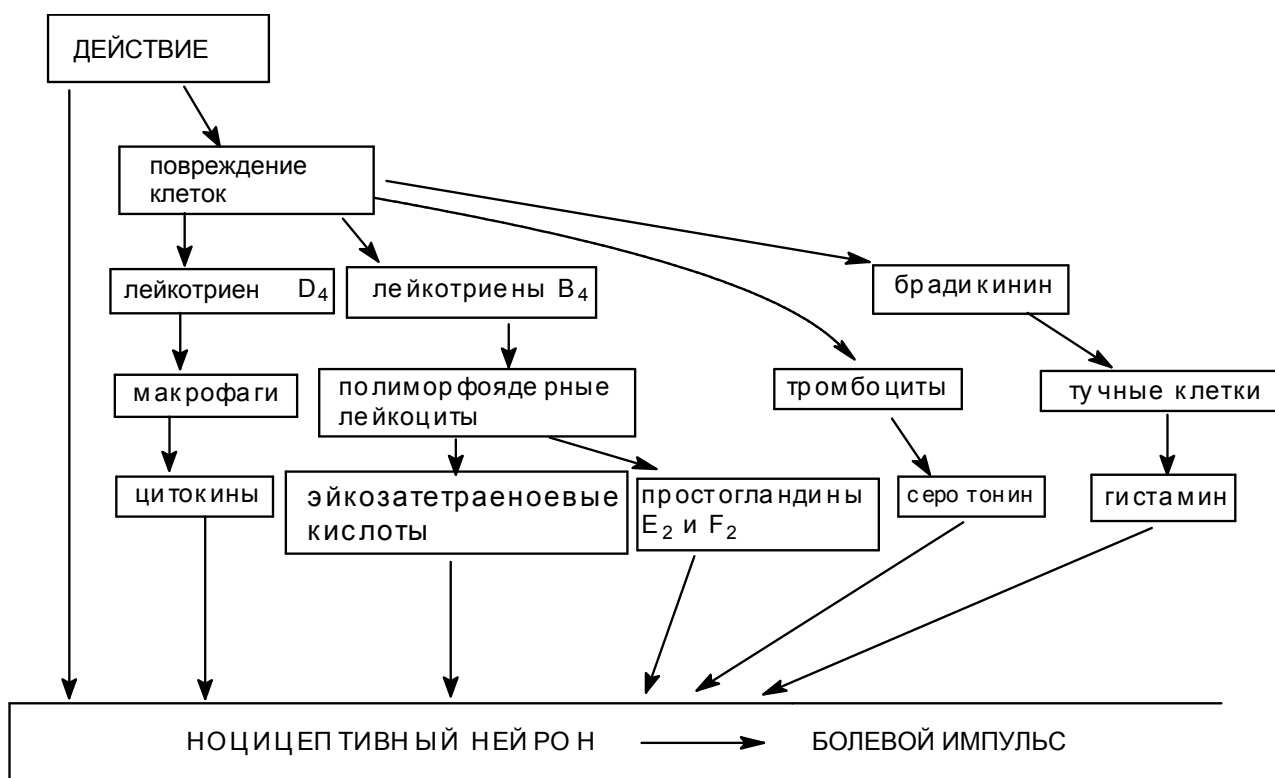 ДЕЙСТВИЕ
повреждение
клеток
лейкотриен D4
лейкотриены B4
брадикинин
макрофаги
полиморфоядерные
лейкоциты
тромбоциты
тучные клетки
цитокины
эйкозатетраеноевые
кислоты
простогландины
E2 и F2
серотонин
гистамин
НОЦИЦЕПТИВНЫЙ НЕЙРОН
БОЛЕВОЙ ИМПУЛЬС